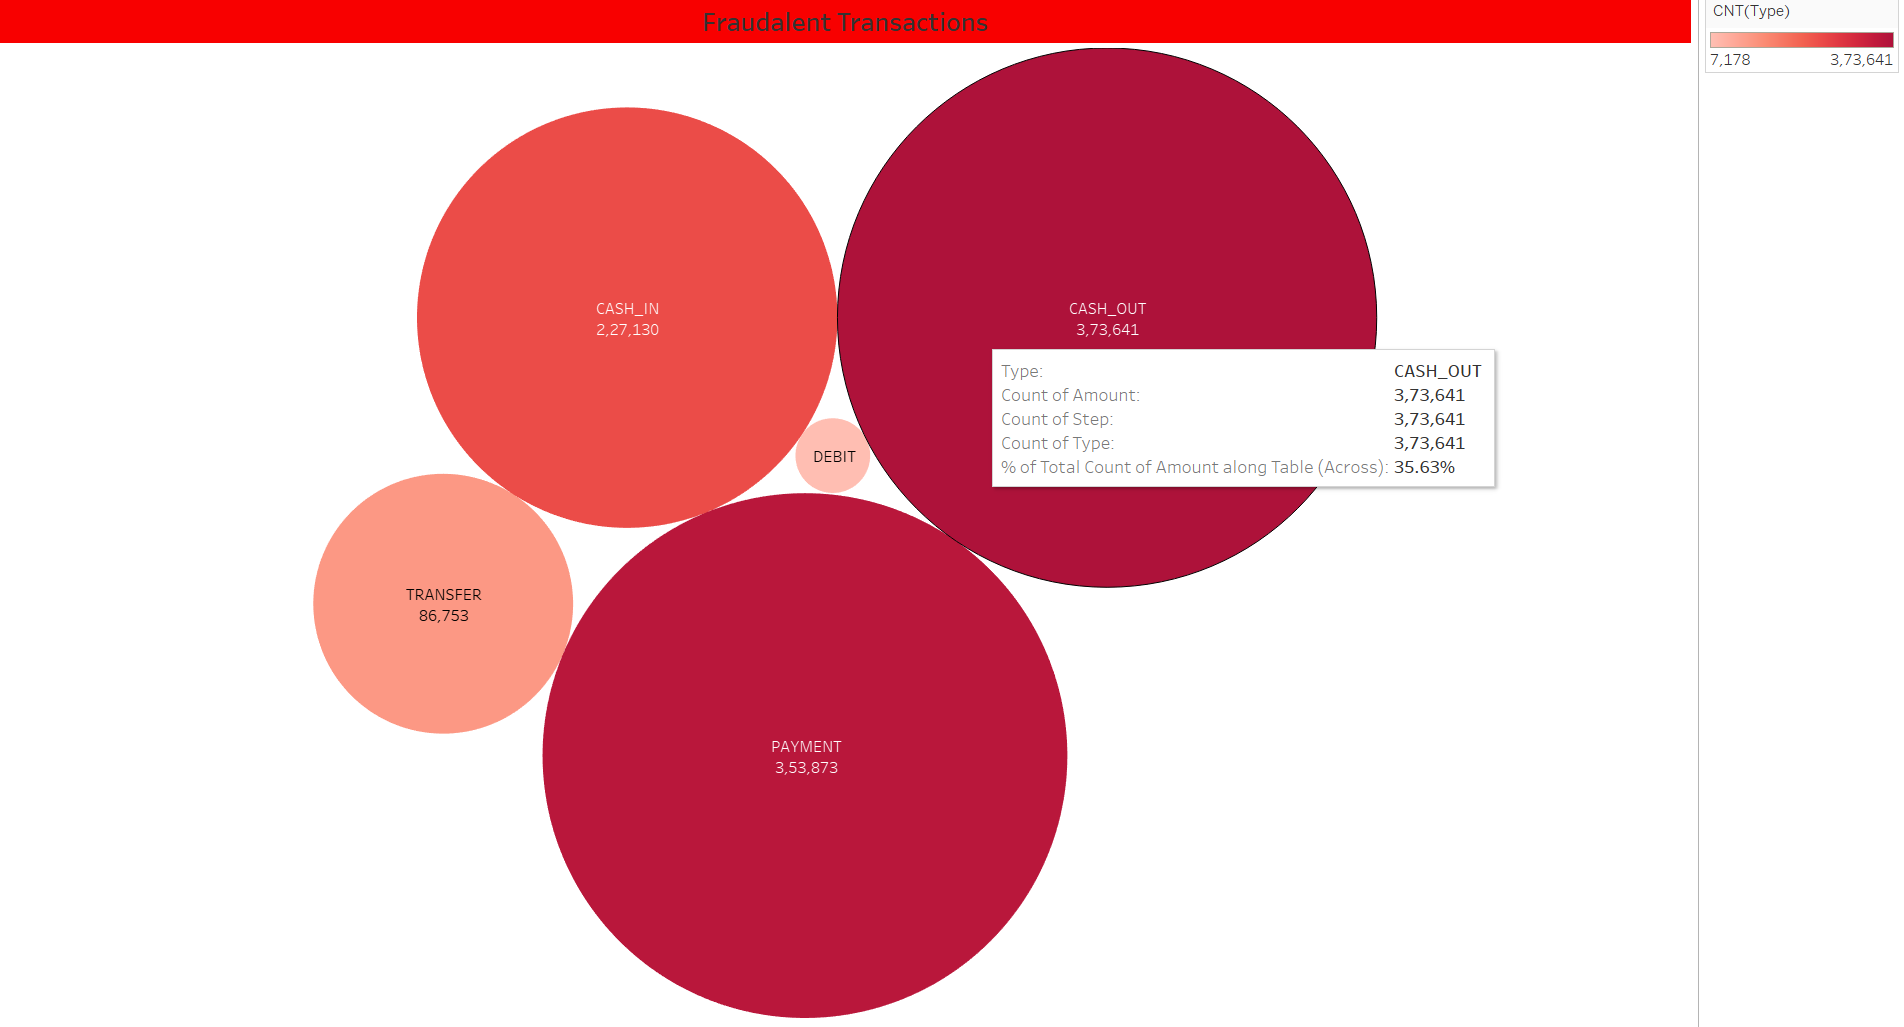 Fraudalent Transactions
CNT(Type)
7,178 3,73,641
CASH_IN
2,27,130
CASH_OUT
3,73,641
Type: CASH_OUT
Count of Amount: 3,73,641
Count of Step: 3,73,641
Count of Type: 3,73,641
% of Total Count of Amount along Table (Across): 35.63%
DEBIT
TRANSFER
86,753
PAYMENT
3,53,873